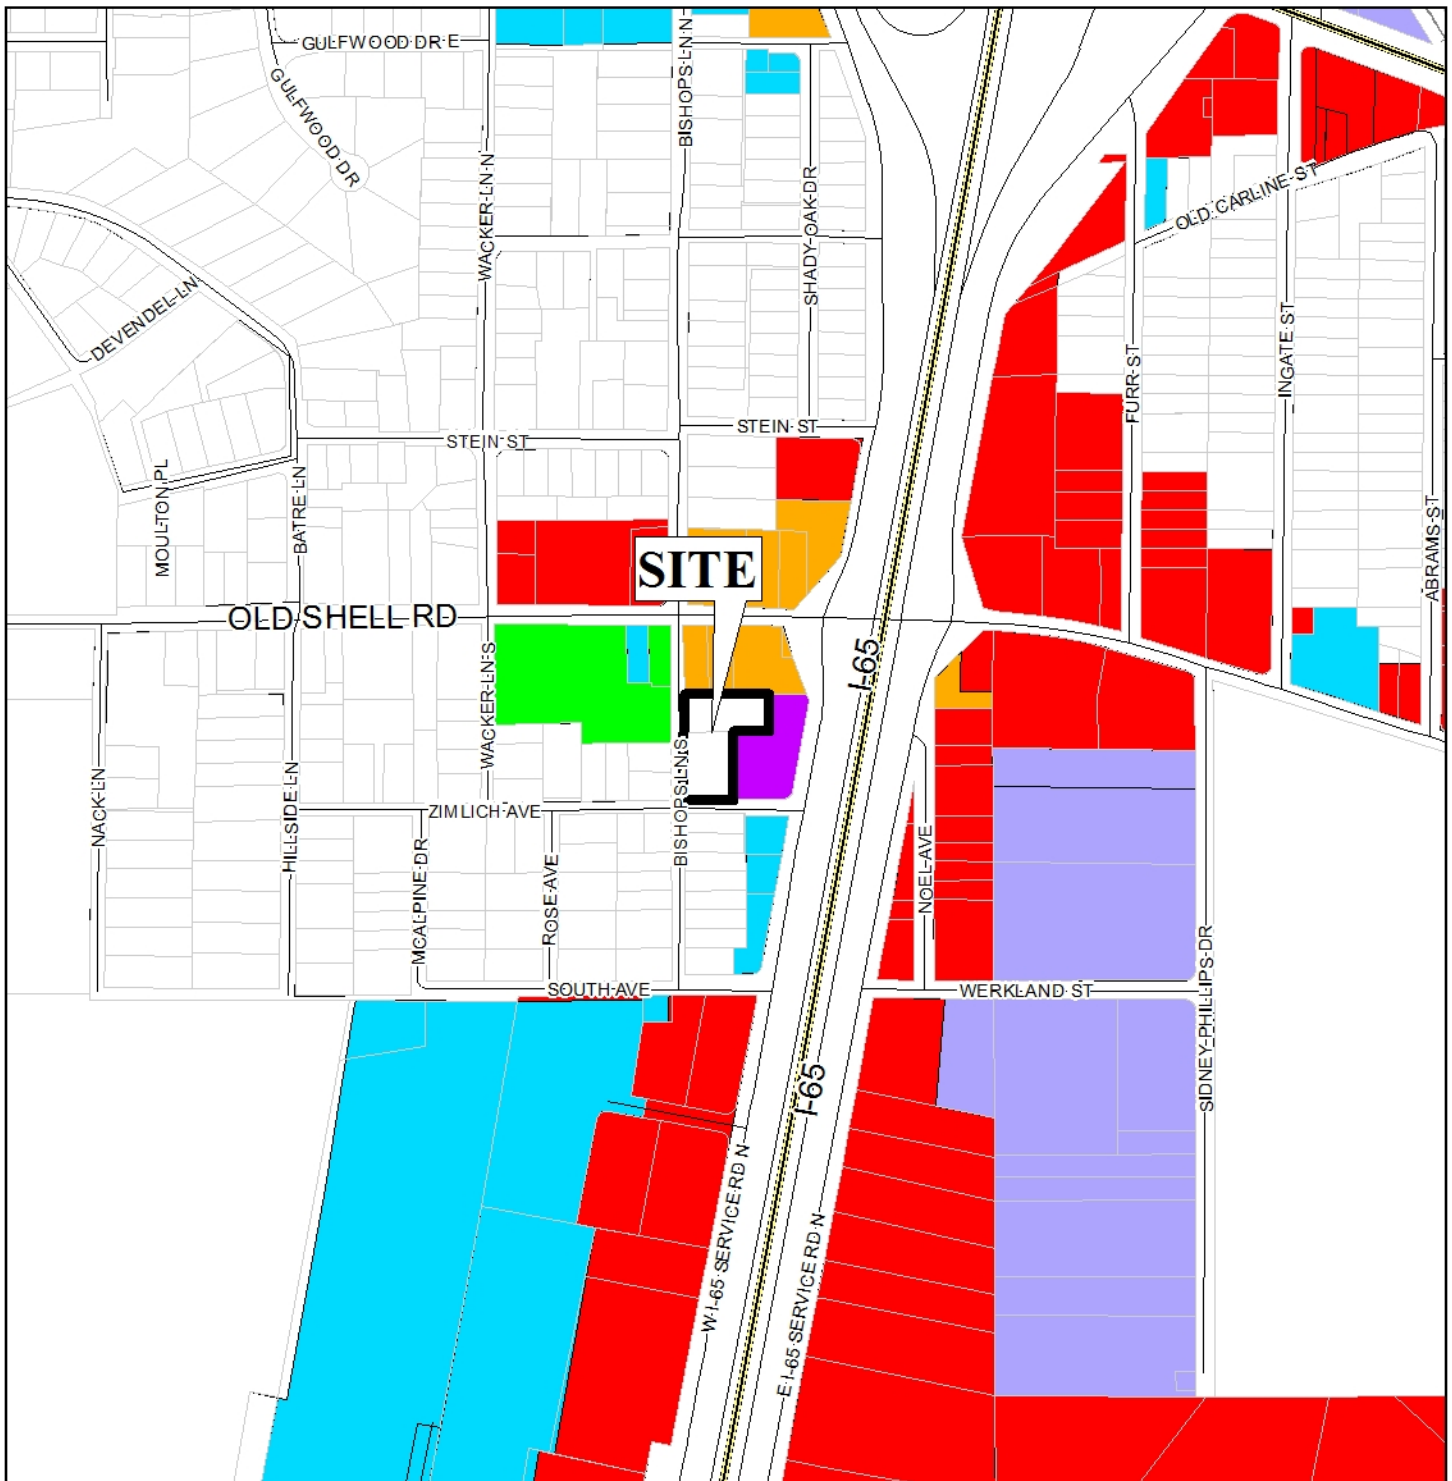 GULFWOOD DR E
GULFWOOD DR
BISHOPS LN N
WACKER LN N
SHADY OAK DR
OLD CARLINE ST
DEVENDEL LN
INGATE ST
FURR ST
STEIN ST
STEIN ST
MOULTON PL
BATRE LN
ABRAMS ST
SITE
OLD SHELL RD
I-65
WACKER LN S
NACK LN
HILLSIDE LN
BISHOPS LN S
ZIMLICH AVE
MCALPINE DR
ROSE AVE
NOEL AVE
SOUTH AVE
WERKLAND ST
SIDNEY PHILLIPS DR
I-65
W I-65 SERVICE RD N
E I-65 SERVICE RD N